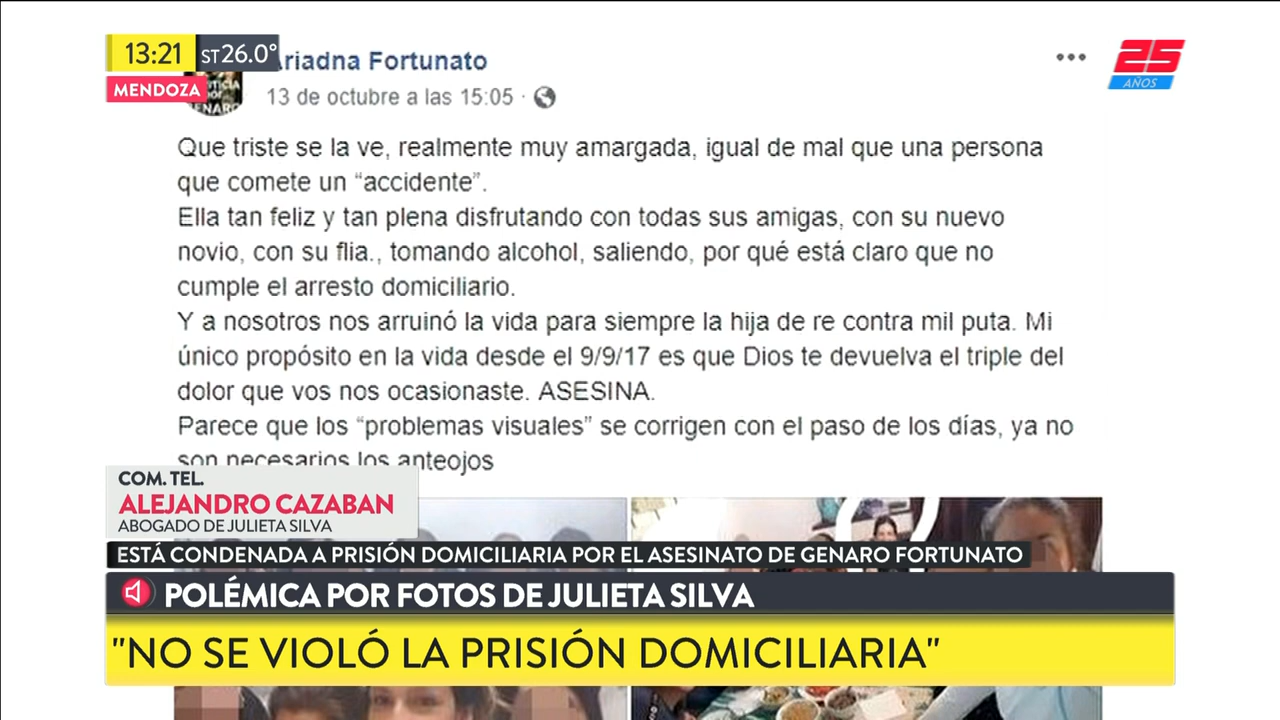 13:21 ST 26.0°
MENDOZA
25
AÑOS
Ariadna Fortunato
13 de octubre a las 15:05 ·
Que triste se la ve, realmente muy amargada, igual de mal que una persona
que comete un “accidente”.
Ella tan feliz y tan plena disfrutando con todas sus amigas, con su nuevo
novio, con su flia., tomando alcohol, saliendo, por qué está claro que no
cumple el arresto domiciliario.
Y a nosotros nos arruinó la vida para siempre la hija de re contra mil puta. Mi
único propósito en la vida desde el 9/9/17 es que Dios te devuelva el triple del
dolor que vos nos ocasionaste. ASESINA.
Parece que los “problemas visuales” se corrigen con el paso de los días, ya no
son necesarios los anteojos
COM. TEL.
ALEJANDRO CAZABAN
ABOGADO DE JULIETA SILVA
ESTÁ CONDENADA A PRISIÓN DOMICILIARIA POR EL ASESINATO DE GENARO FORTUNATO
POLÉMICA POR FOTOS DE JULIETA SILVA
"NO SE VIOLÓ LA PRISIÓN DOMICILIARIA"